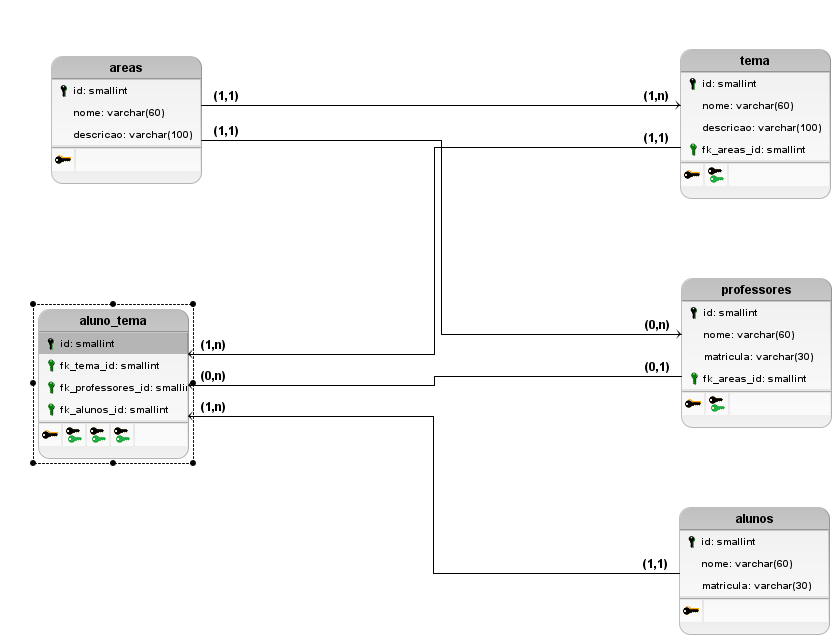 areas
id: smallint
nome: varchar(60)
descricao: varchar(100)
(1,1)
(1,1)
(1,n)
(1,1)
tema
id: smallint
nome: varchar(60)
descricao: varchar(100)
fk_areas_id: smallint
aluno_tema
id: smallint
fk_tema_id: smallint
fk_professores_id: smallin
fk_alunos_id: smallint
(1,n)
(0,n)
(1,n)
(0,n)
(0,1)
professores
id: smallint
nome: varchar(60)
matricula: varchar(30)
fk_areas_id: smallint
(1,1)
alunos
id: smallint
nome: varchar(60)
matricula: varchar(30)